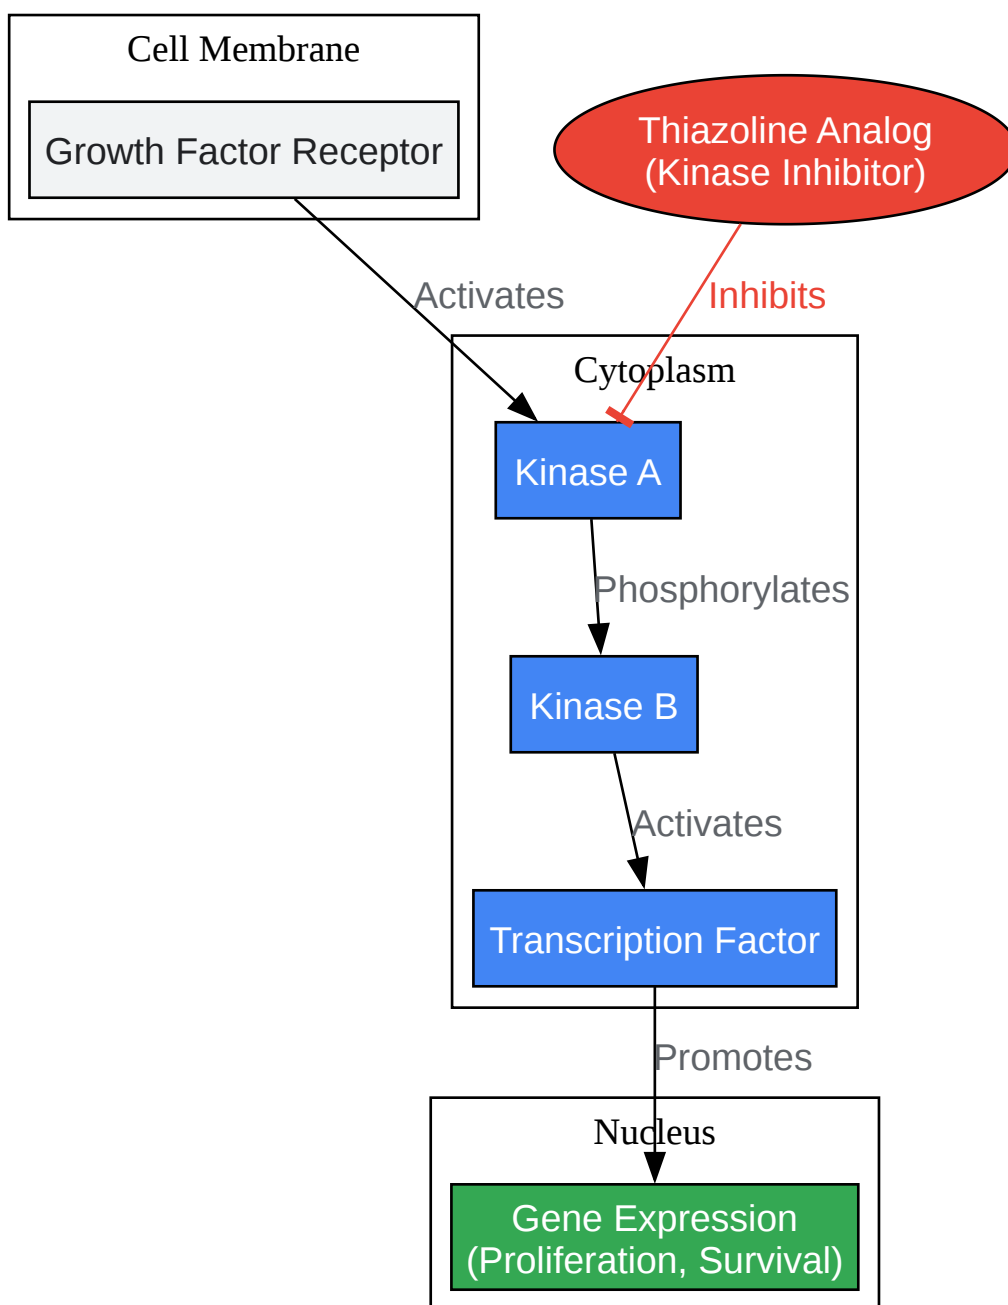 Cell Membrane
Growth Factor Receptor
Thiazoline Analog
(Kinase Inhibitor)
Activates
Inhibits
Cytoplasm
Kinase A
Phosphorylates
Kinase B
Activates
Transcription Factor
Promotes
Nucleus
Gene Expression
(Proliferation, Survival)